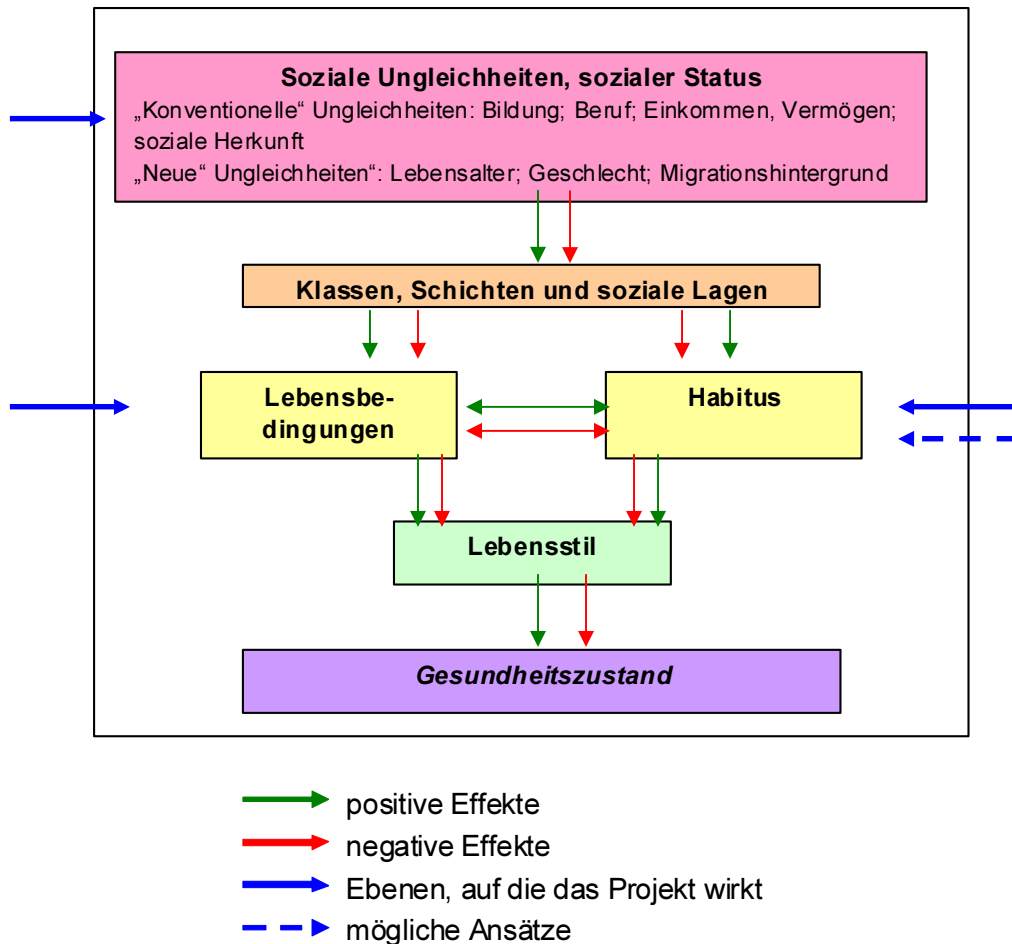 Soziale Ungleichheiten, sozialer Status
„Konventionelle“ Ungleichheiten: Bildung; Beruf; Einkommen, Vermögen;
soziale Herkunft
„Neue“ Ungleichheiten“: Lebensalter; Geschlecht; Migrationshintergrund
Klassen, Schichten und soziale Lagen
Lebensbe-
dingungen
Habitus
Lebensstil
Gesundheitszustand
positive Effekte
negative Effekte
Ebenen, auf die das Projekt wirkt
mögliche Ansätze